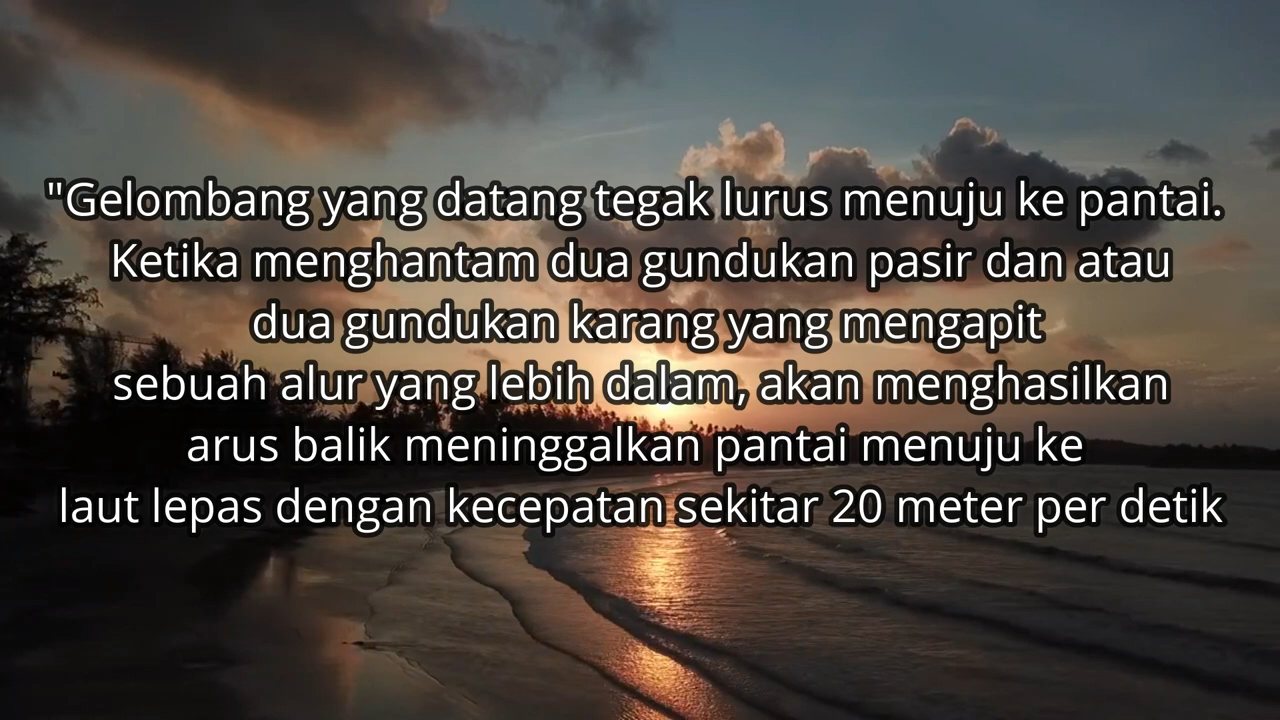 "Gelombang yang datang tegak lurus menuju ke pantai.
Ketika menghantam dua gundukan pasir dan atau
dua gundukan karang yang mengapit
sebuah alur yang lebih dalam, akan menghasilkan
arus balik meninggalkan pantai menuju ke
laut lepas dengan kecepatan sekitar 20 meter per detik